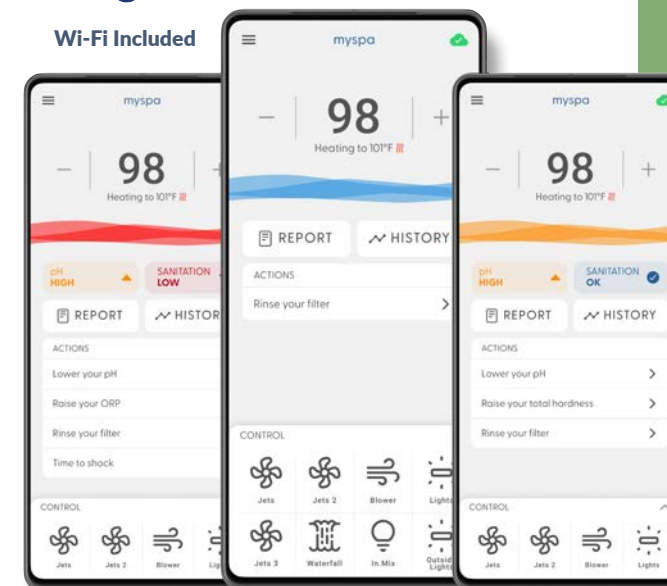 Wi-Fi Included
myspa
98
Heating to 101°F
pH
HIGH
SANITATION
LOW
REPORT
HISTOR
ACTIONS
Lower your pH
Raise your ORP
Rinse your filter
Time to shock
CONTROL
Jets
Jets 2
Blower
Lig
myspa
98
Heating to 101°F
REPORT
HISTORY
ACTIONS
Rinse your filter
CONTROL
Jets
Jets 2
Blower
Lights
Jets 3
Waterfall
In.Mix
Outside
Lights
myspa
98
Heating to 101°F
pH
HIGH
SANITATION
OK
REPORT
HISTORY
ACTIONS
Lower your pH
Raise your total hardness
Rinse your filter
CONTROL
Jets
Jets 2
Blower
Lights